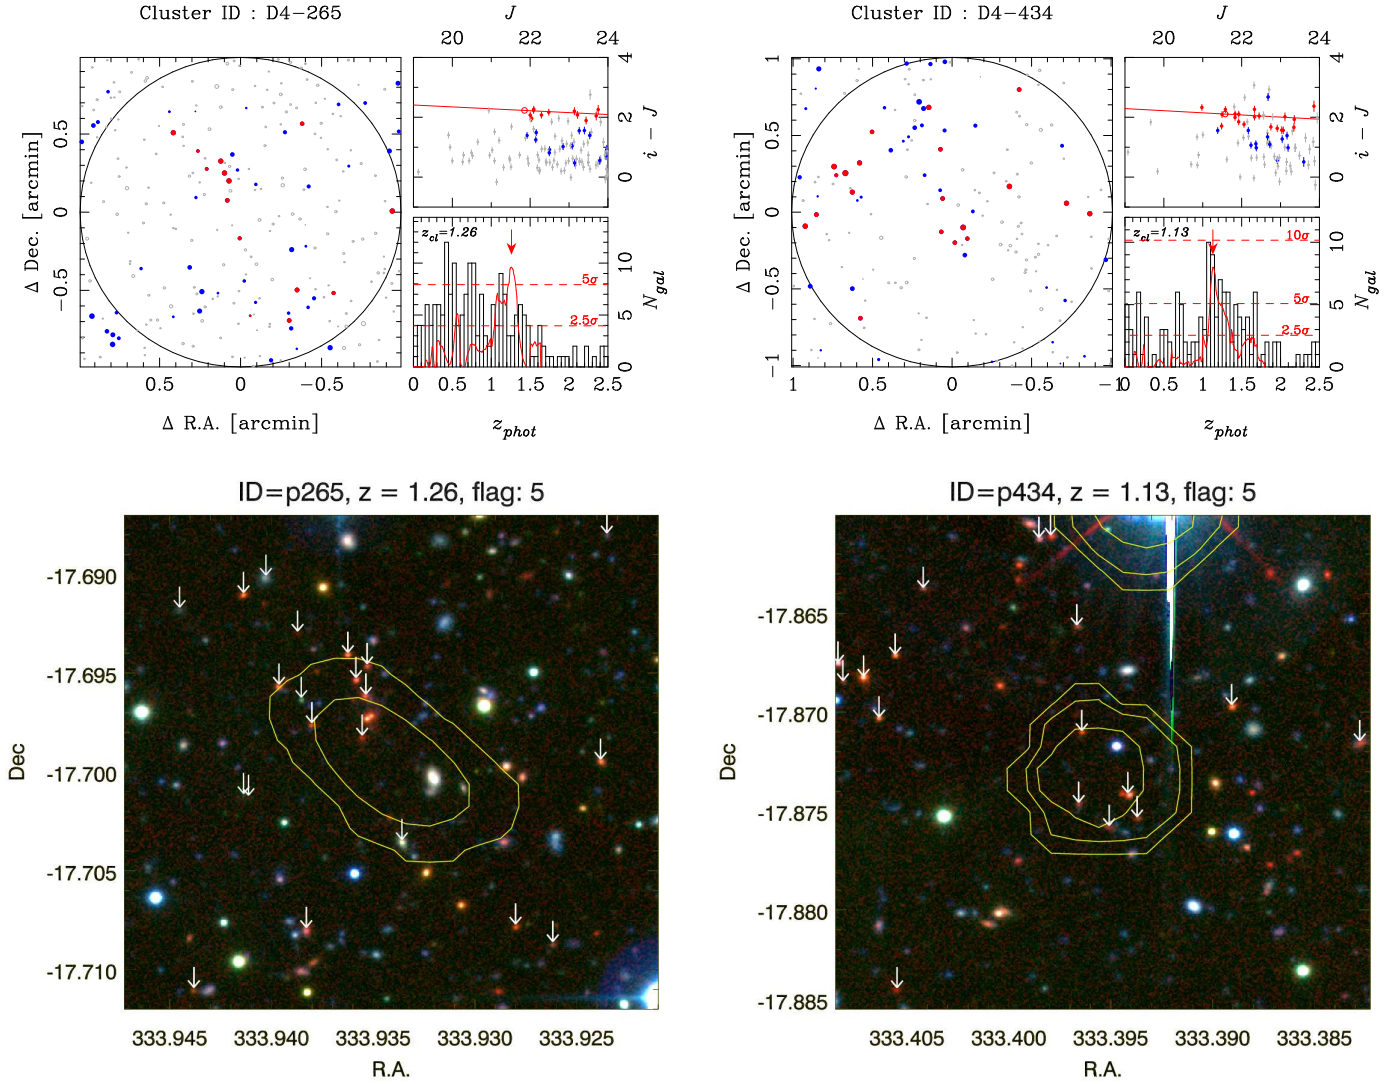 Cluster ID : D4−265
J
20 22 24
Δ Dec. [arcmin]
0.5
0
−0.5
0.5 0 −0.5
Δ R.A. [arcmin]
4
2
0
i − J
z_cl=1.26
5σ
2.5σ
10
5
0
N_gal
0 0.5 1 1.5 2 2.5
z_phot
Cluster ID : D4−434
J
20 22 24
Δ Dec. [arcmin]
1
0.5
0
−0.5
−1
1 0.5 0 −0.5 −1
Δ R.A. [arcmin]
4
2
0
i − J
z_cl=1.13
10σ
5σ
2.5σ
10
5
0
N_gal
0 0.5 1 1.5 2 2.5
z_phot
ID=p265, z = 1.26, flag: 5
Dec
-17.690
-17.695
-17.700
-17.705
-17.710
333.945 333.940 333.935 333.930 333.925
R.A.
ID=p434, z = 1.13, flag: 5
Dec
-17.865
-17.870
-17.875
-17.880
-17.885
333.405 333.400 333.395 333.390 333.385
R.A.